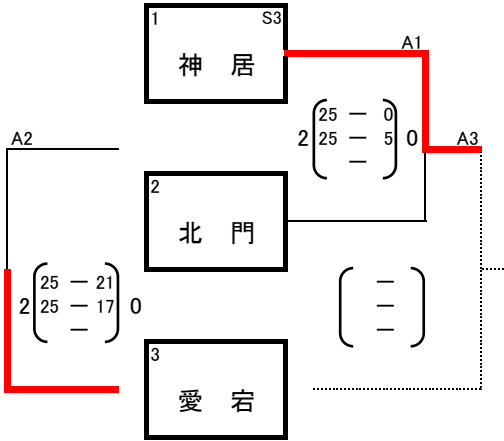 1 S3
神 居
A1
25 ー 0
2 25 ー 5 0
ー
A3
A2
2
北 門
25 ー 21
2 25 ー 17 0
ー
ー
ー
ー
3
愛 宕